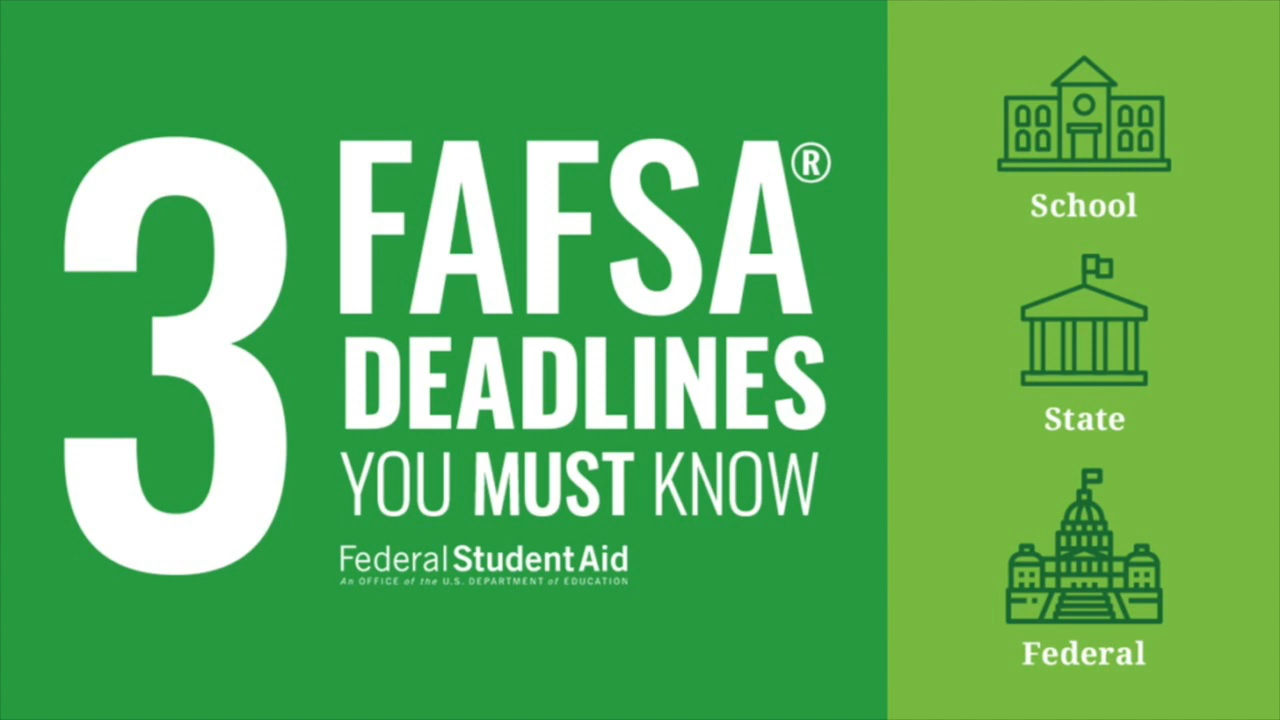 3
FAFSA®
DEADLINES
YOU MUST KNOW
Federal Student Aid
An OFFICE of the U.S. DEPARTMENT of EDUCATION
School
State
Federal